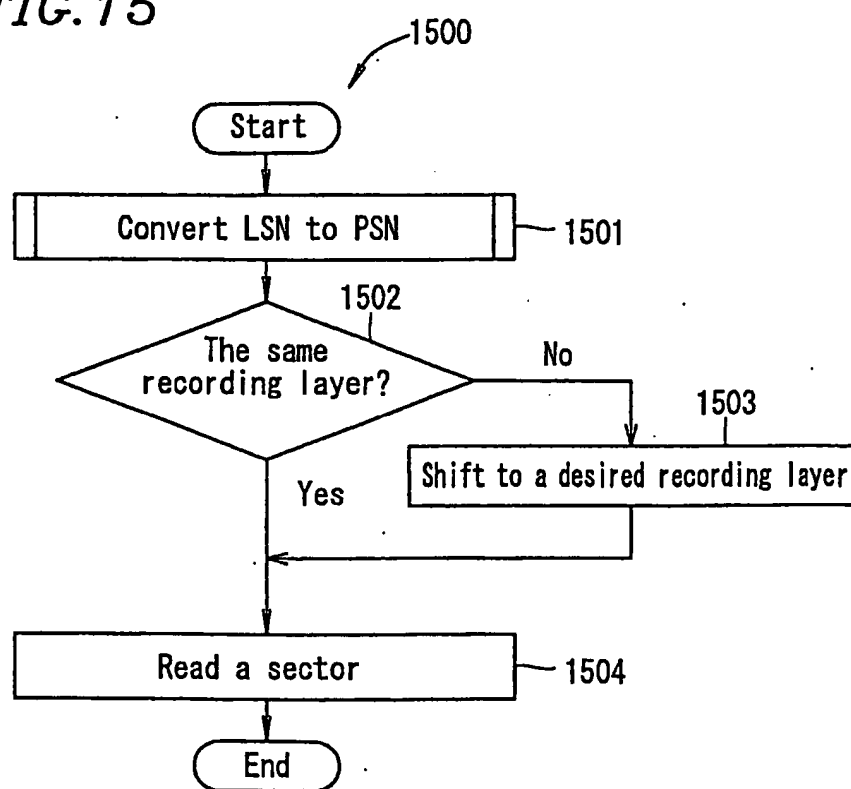 FIG. 15
1500
Start
Convert LSN to PSN
1501
1502
The same
recording layer?
No
1503
Shift to a desired recording layer
Yes
Read a sector
1504
End